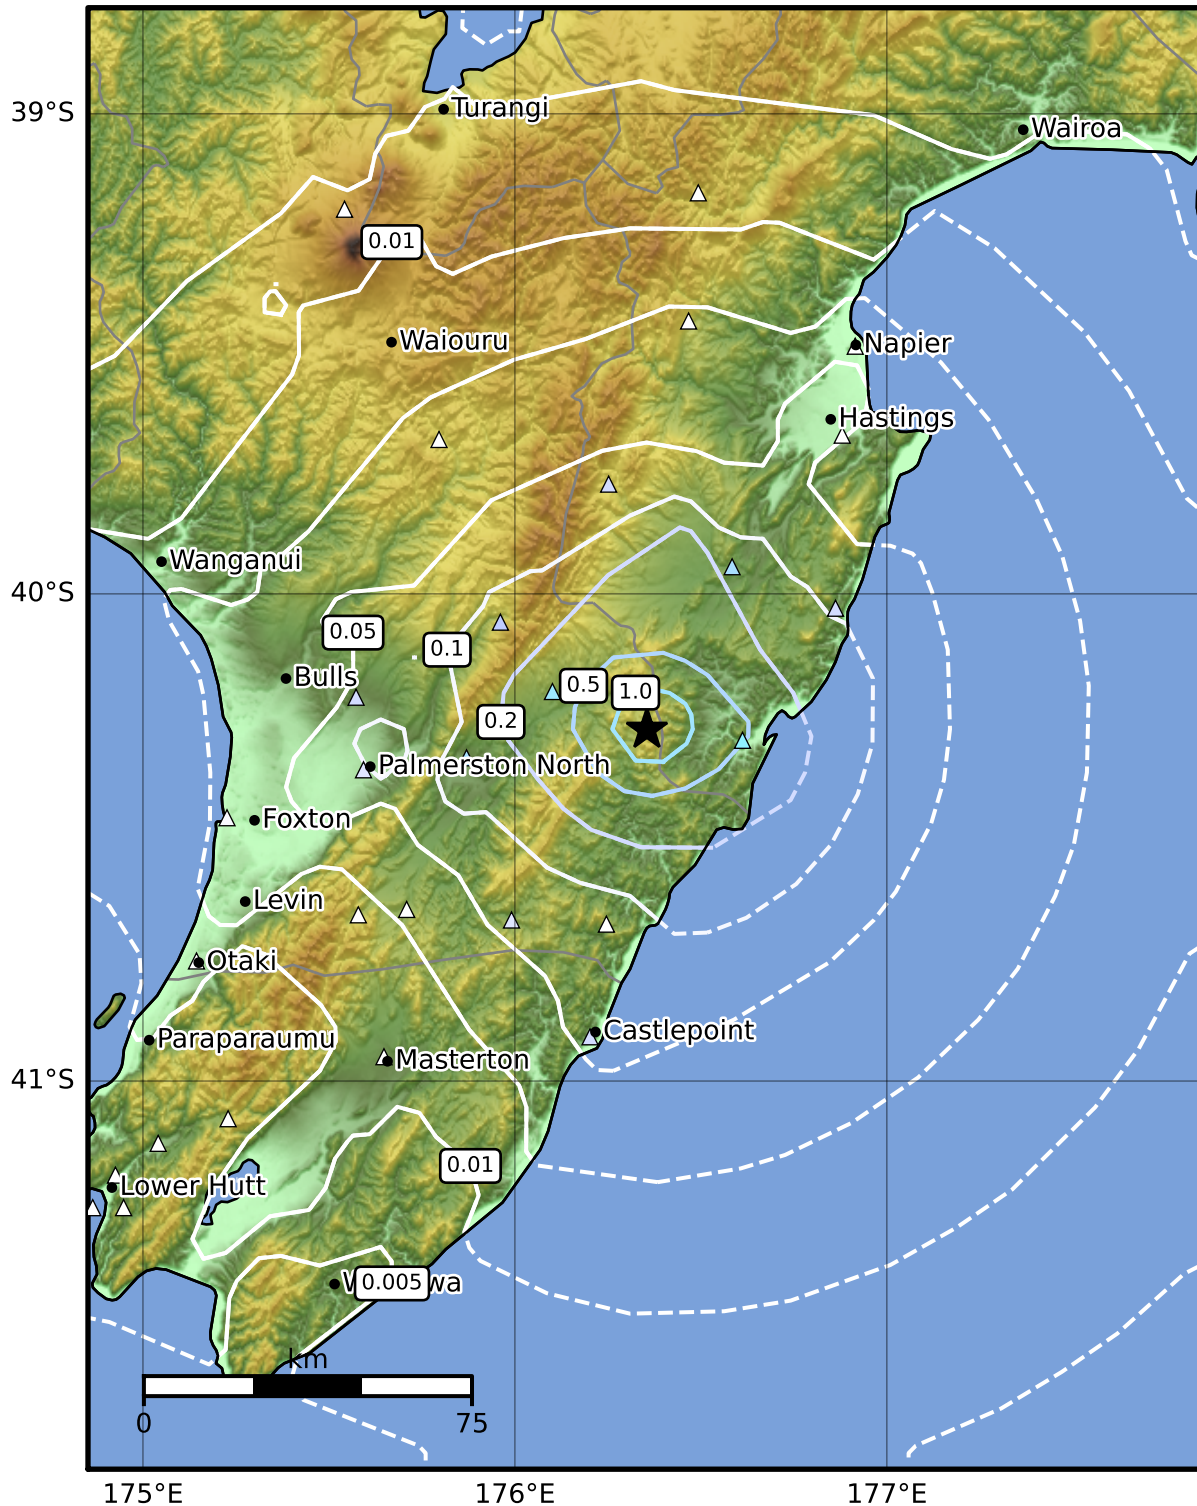 39°S
Turangi
Wairoa
0.01
Waiouru
Napier
Hastings
Wanganui
40°S
0.05
0.1
Bulls
0.5
1.0
0.2
Palmerston North
Foxton
Levin
Otaki
Castlepoint
Paraparaumu
Masterton
41°S
0.01
Lower Hutt
0.005
wa
km
0
75
175°E
176°E
177°E